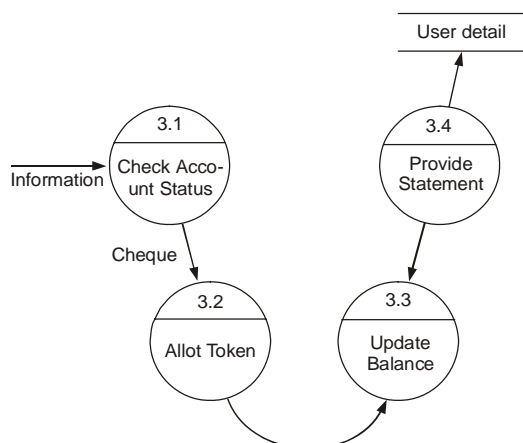 User detail
3.1
Check Acco-
unt Status
Information
3.4
Provide
Statement
Cheque
3.2
Allot Token
3.3
Update
Balance